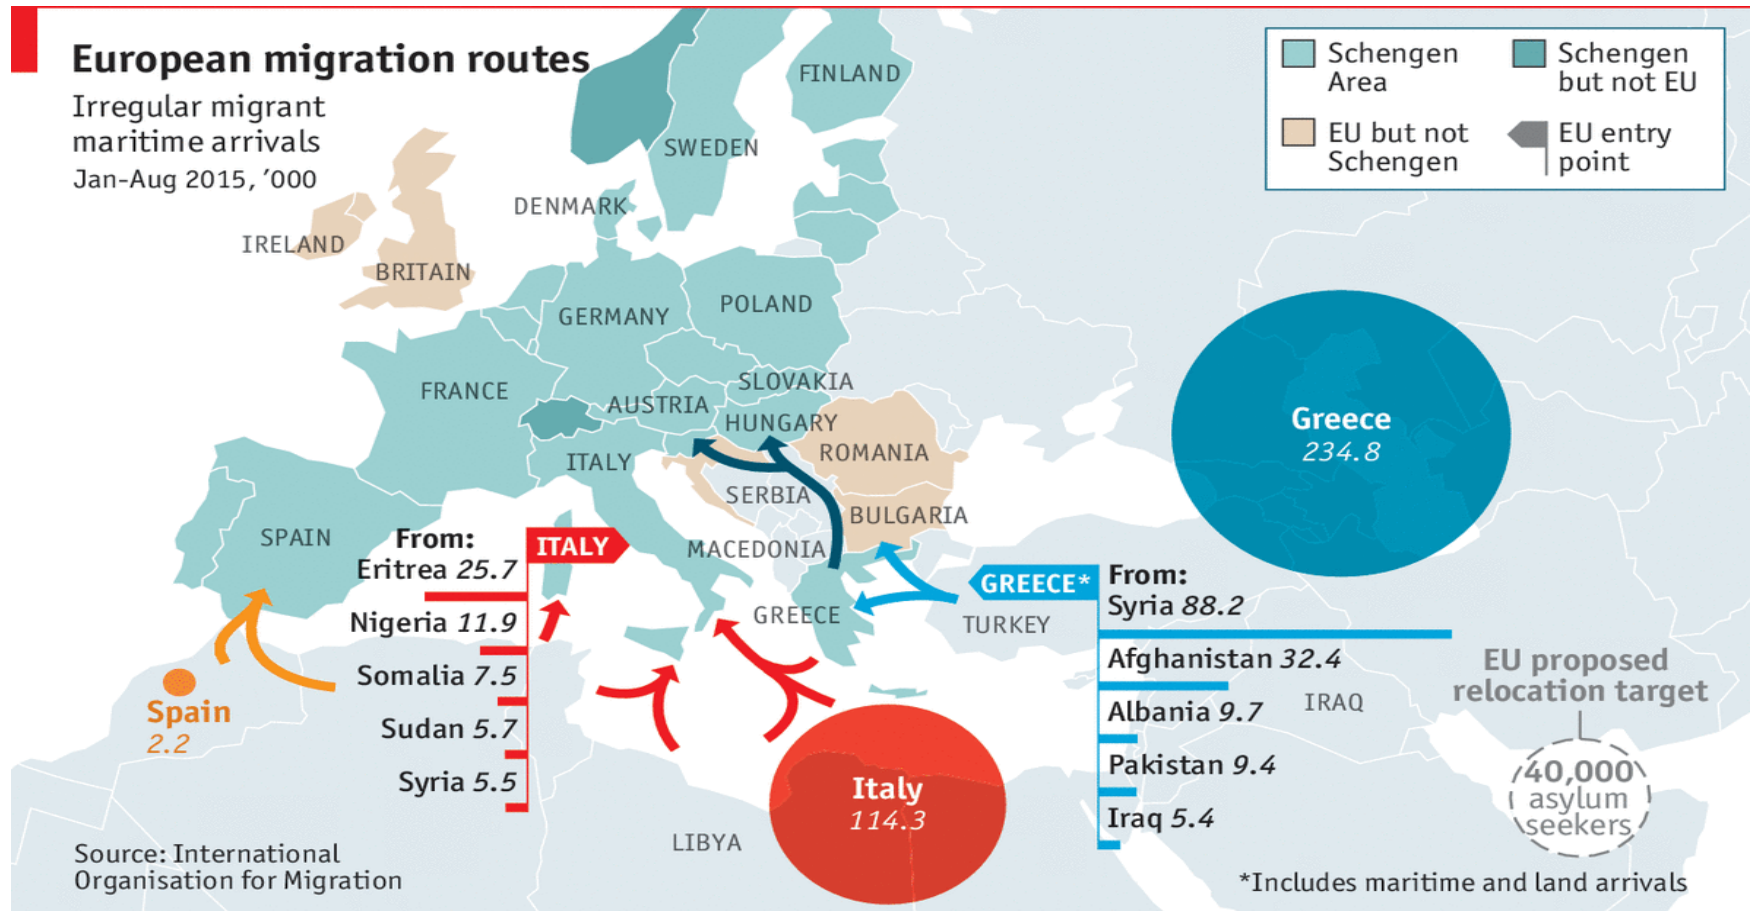 European migration routes
Irregular migrant
maritime arrivals
Jan-Aug 2015, ’000
Schengen
Area
Schengen
but not EU
EU but not
Schengen
EU entry
point
FINLAND
SWEDEN
DENMARK
IRELAND
BRITAIN
POLAND
GERMANY
SLOVAKIA
FRANCE
AUSTRIA
HUNGARY
ROMANIA
ITALY
SERBIA
BULGARIA
SPAIN
MACEDONIA
GREECE
TURKEY
IRAQ
LIBYA
Greece
234.8
ITALY
From:
Eritrea 25.7
Nigeria 11.9
Somalia 7.5
Sudan 5.7
Syria 5.5
Spain
2.2
Italy
114.3
GREECE*
From:
Syria 88.2
Afghanistan 32.4
Albania 9.7
Pakistan 9.4
Iraq 5.4
EU proposed
relocation target
40,000
asylum
seekers
Source: International
Organisation for Migration
*Includes maritime and land arrivals